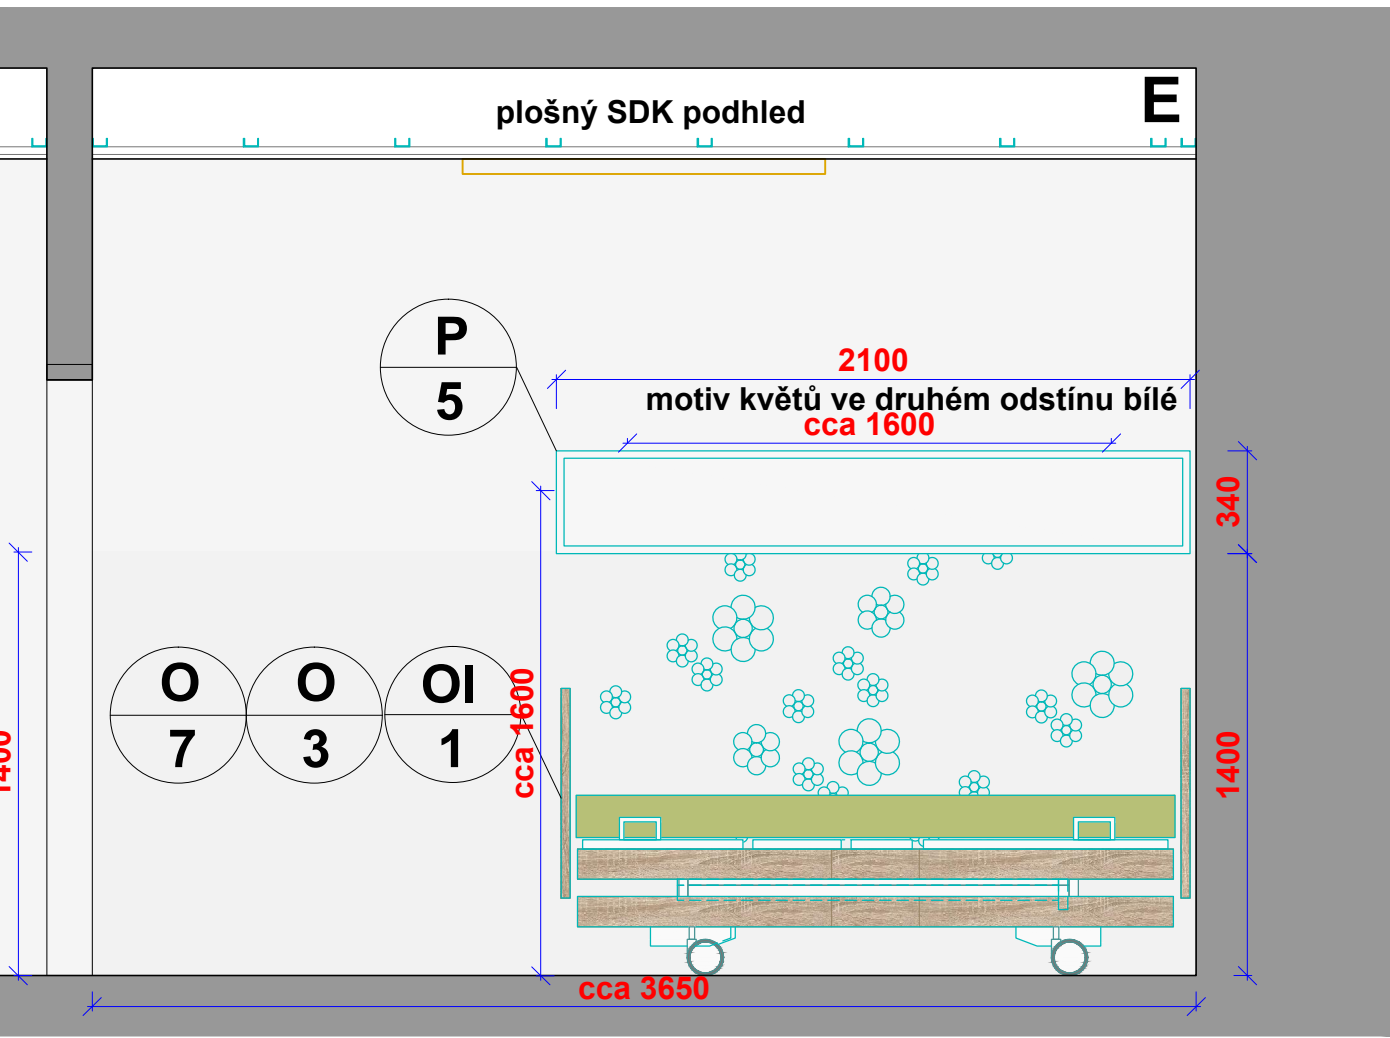 plošný SDK podhled
E
P
5
2100
motiv květů ve druhém odstínu bílé
cca 1600
340
O
7
O
3
OI
1
cca 1600
1400
1400
cca 3650